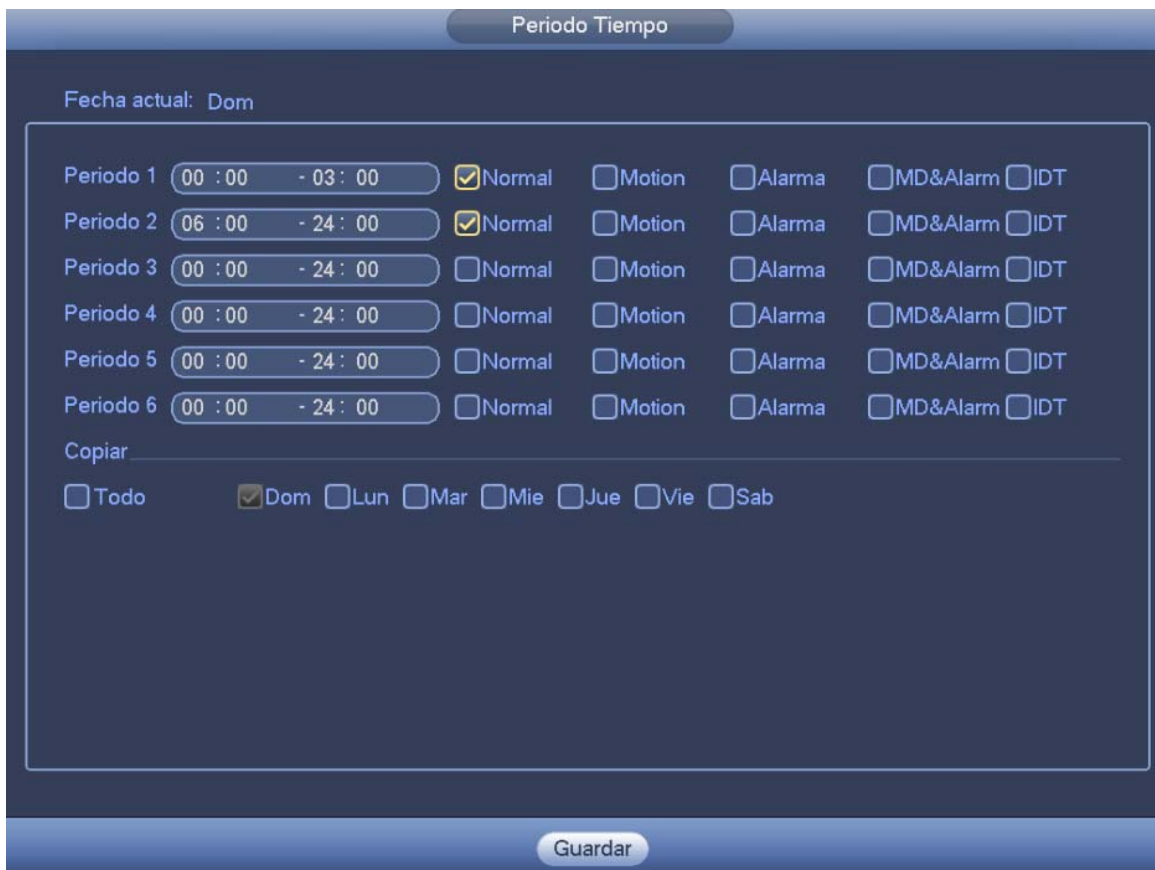 Periodo Tiempo
Fecha actual: Dom
Periodo 1 00 :00 - 03 : 00 Normal Motion Alarma MD&Alarm IDT
Periodo 2 06 :00 - 24 : 00 Normal Motion Alarma MD&Alarm IDT
Periodo 3 00 :00 - 24 : 00 Normal Motion Alarma MD&Alarm IDT
Periodo 4 00 :00 - 24 : 00 Normal Motion Alarma MD&Alarm IDT
Periodo 5 00 :00 - 24 : 00 Normal Motion Alarma MD&Alarm IDT
Periodo 6 00 :00 - 24 : 00 Normal Motion Alarma MD&Alarm IDT
Copiar
Todo Dom Lun Mar Mie Jue Vie Sab
Guardar